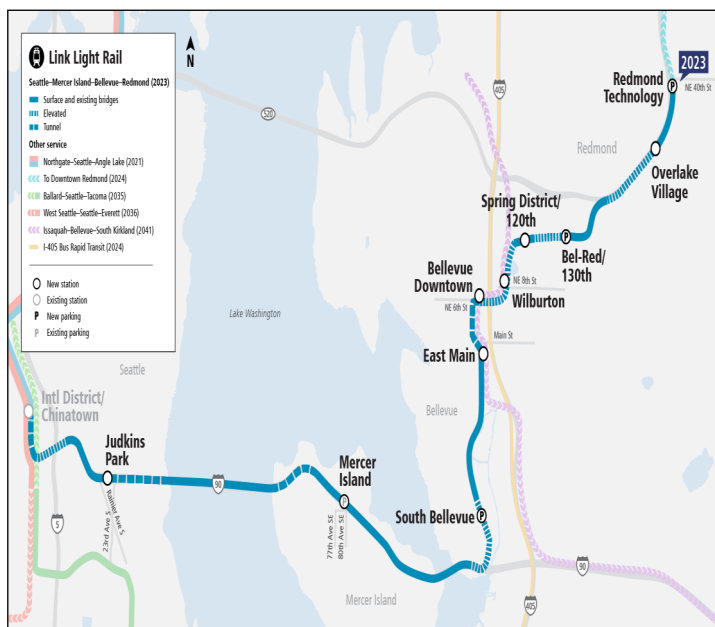 Link Light Rail
Seattle–Mercer Island–Bellevue–Redmond (2023)
Surface and existing bridges
Elevated
Tunnel
Other service
Northgate–Seattle–Angle Lake (2021)
To Downtown Redmond (2024)
Ballard–Seattle–Tacoma (2035)
West Seattle–Seattle–Everett (2036)
Issaquah–Bellevue–South Kirkland (2041)
I-405 Bus Rapid Transit (2024)
New station
Existing station
P New parking
P Existing parking
N
405
520
2023
Redmond
Technology
P
NE 40th St
Redmond
Overlake
Village
Spring District/
120th
P
Bel-Red/
130th
Bellevue
Downtown
NE 8th St
Wilburton
NE 6th St
Main St
East Main
Lake Washington
Seattle
Bellevue
Intl District/
Chinatown
Judkins
Park
Rainier Ave S
23rd Ave S
5
90
Mercer
Island
P
77th Ave SE
80th Ave SE
South Bellevue
P
90
Mercer Island
405